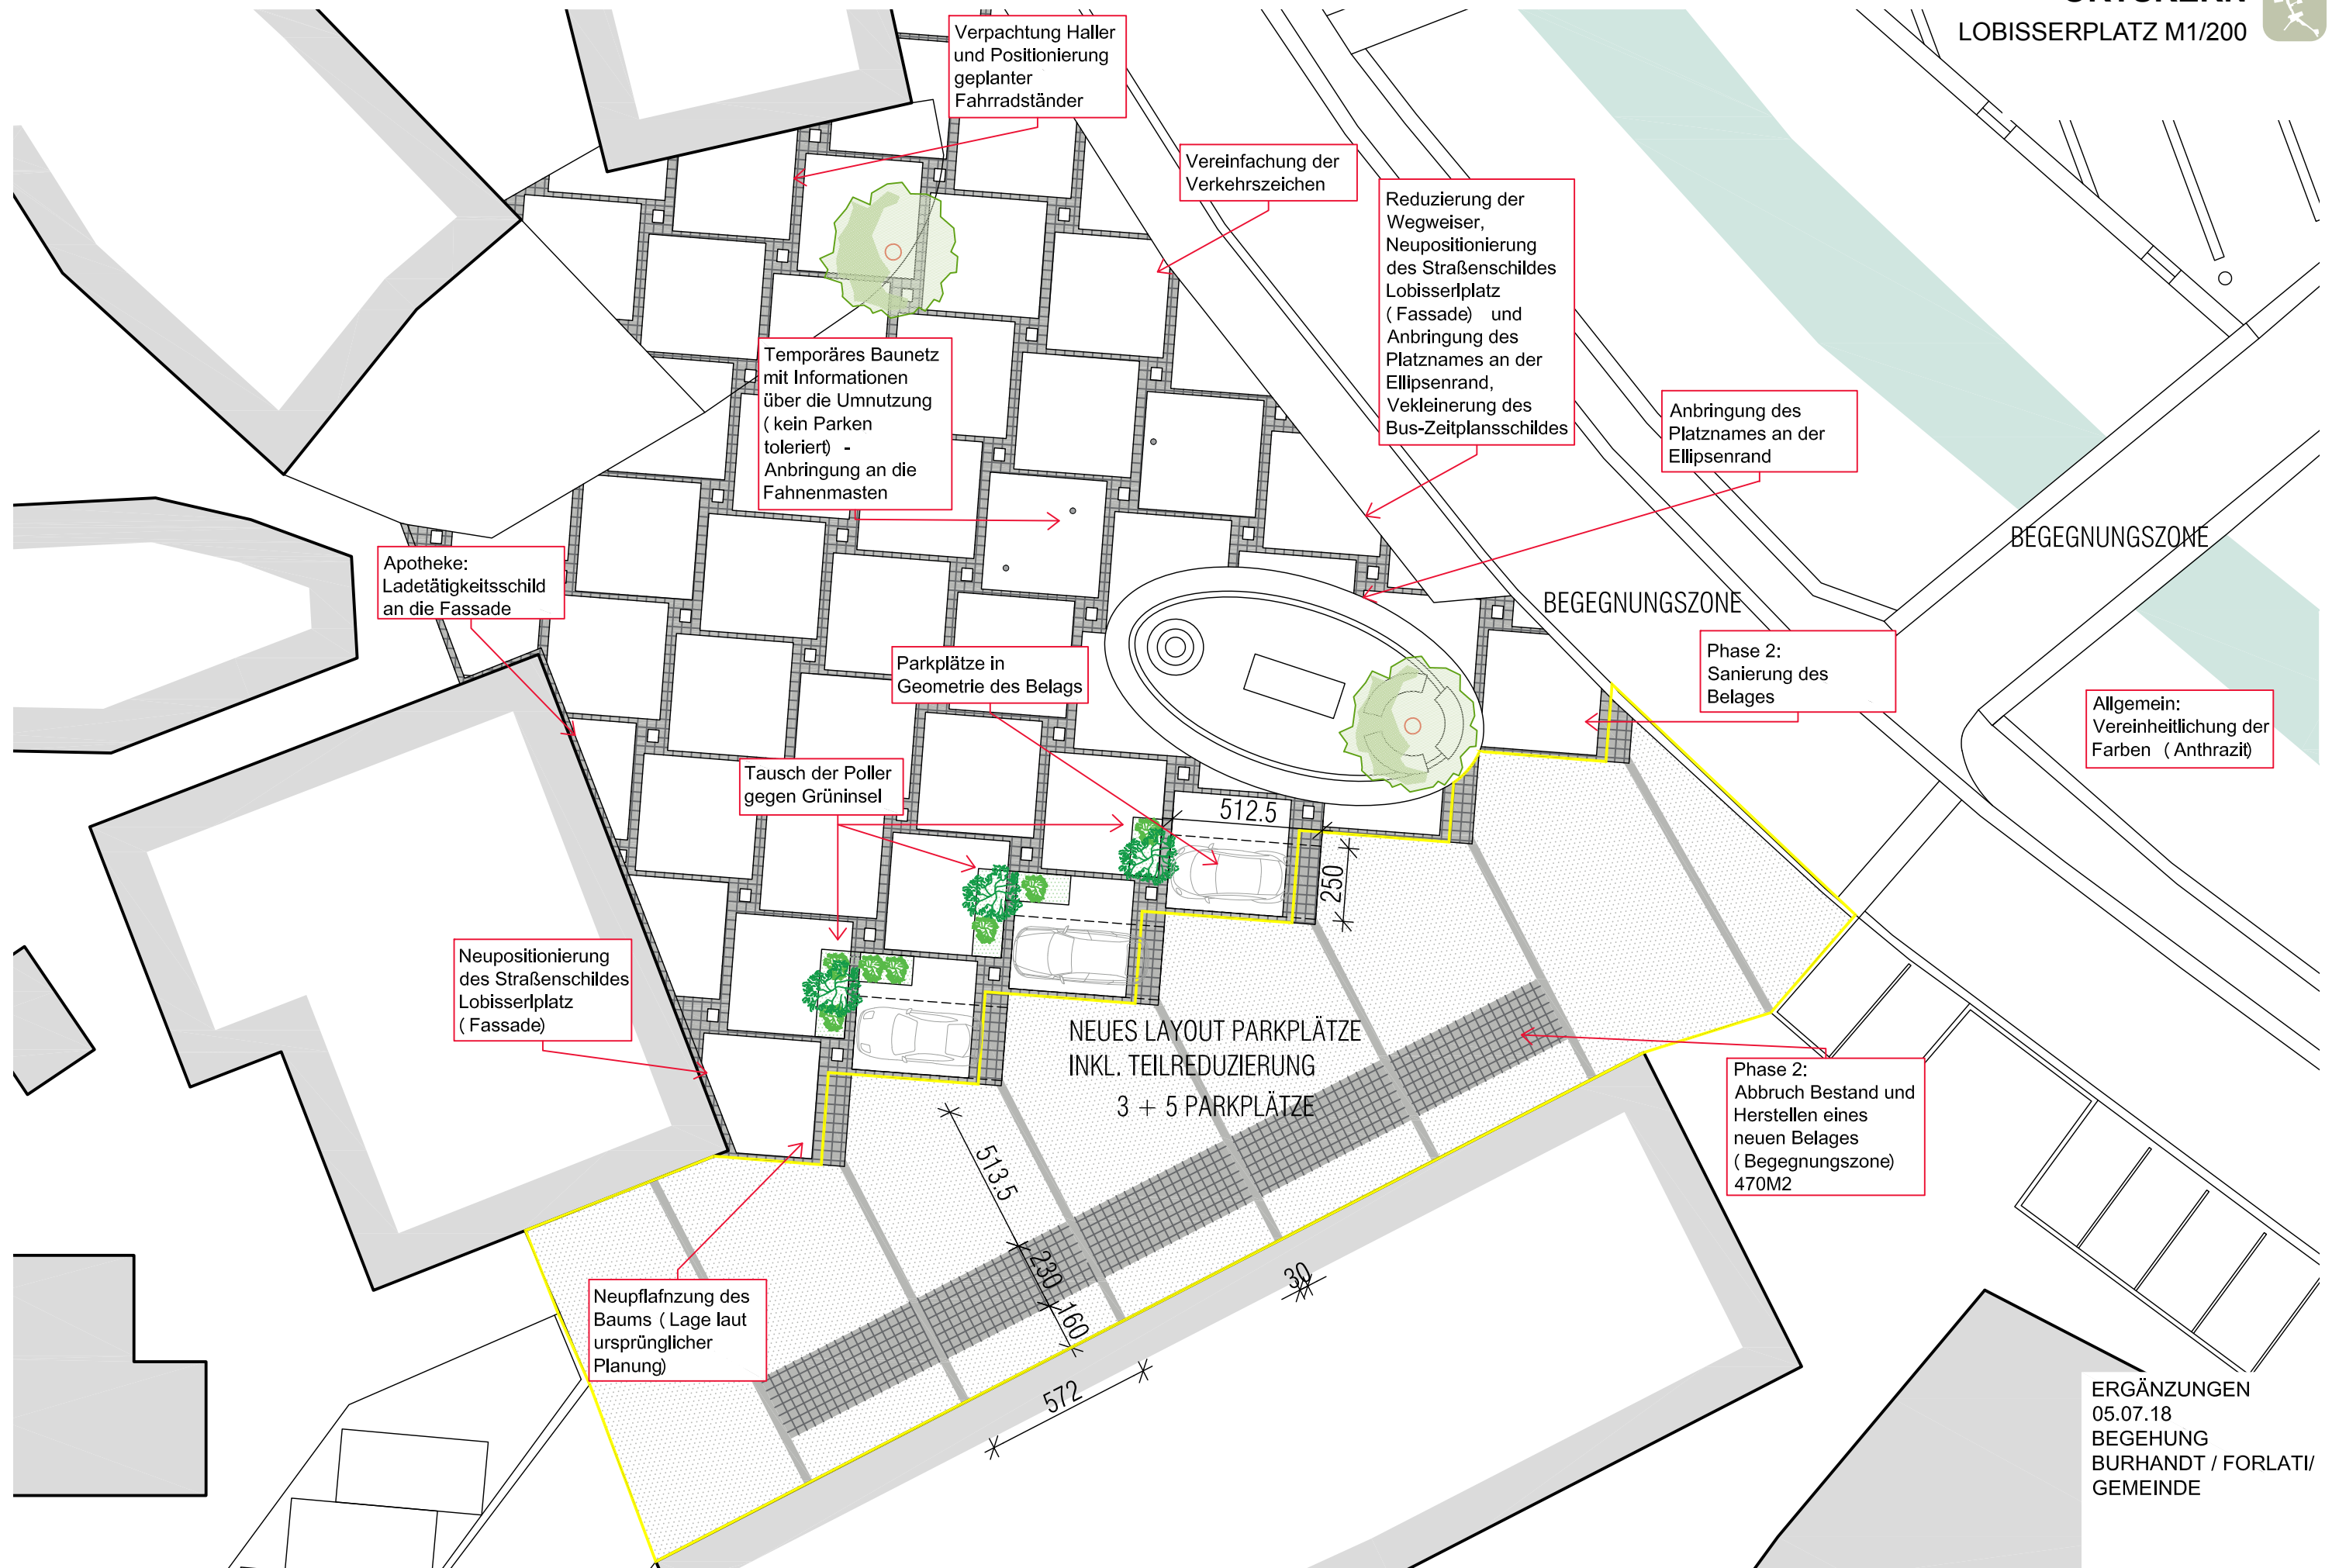 LOBISSERPLATZ M1/200
Verpachtung Haller
und Positionierung
geplanter
Fahrradständer
Vereinfachung der
Verkehrszeichen
Reduzierung der
Wegweiser,
Neupositionierung
des Straßenschildes
Lobisserlplatz
( Fassade) und
Anbringung des
Platznames an der
Ellipsenrand,
Vekleinerung des
Bus-Zeitplansschildes
Temporäres Baunetz
mit Informationen
über die Umnutzung
( kein Parken
toleriert) -
Anbringung an die
Fahnenmasten
Anbringung des
Platznames an der
Ellipsenrand
BEGEGNUNGSZONE
Apotheke:
Ladetätigkeitsschild
an die Fassade
BEGEGNUNGSZONE
Parkplätze in
Geometrie des Belags
Phase 2:
Sanierung des
Belages
Allgemein:
Vereinheitlichung der
Farben ( Anthrazit)
Tausch der Poller
gegen Grüninsel
512.5
250
Neupositionierung
des Straßenschildes
Lobisserlplatz
( Fassade)
NEUES LAYOUT PARKPLÄTZE
INKL. TEILREDUZIERUNG
3 + 5 PARKPLÄTZE
Phase 2:
Abbruch Bestand und
Herstellen eines
neuen Belages
( Begegnungszone)
470M2
513.5
230
160
30
572
Neupflafnzung des
Baums ( Lage laut
ursprünglicher
Planung)
ERGÄNZUNGEN
05.07.18
BEGEHUNG
BURHANDT / FORLATI/
GEMEINDE